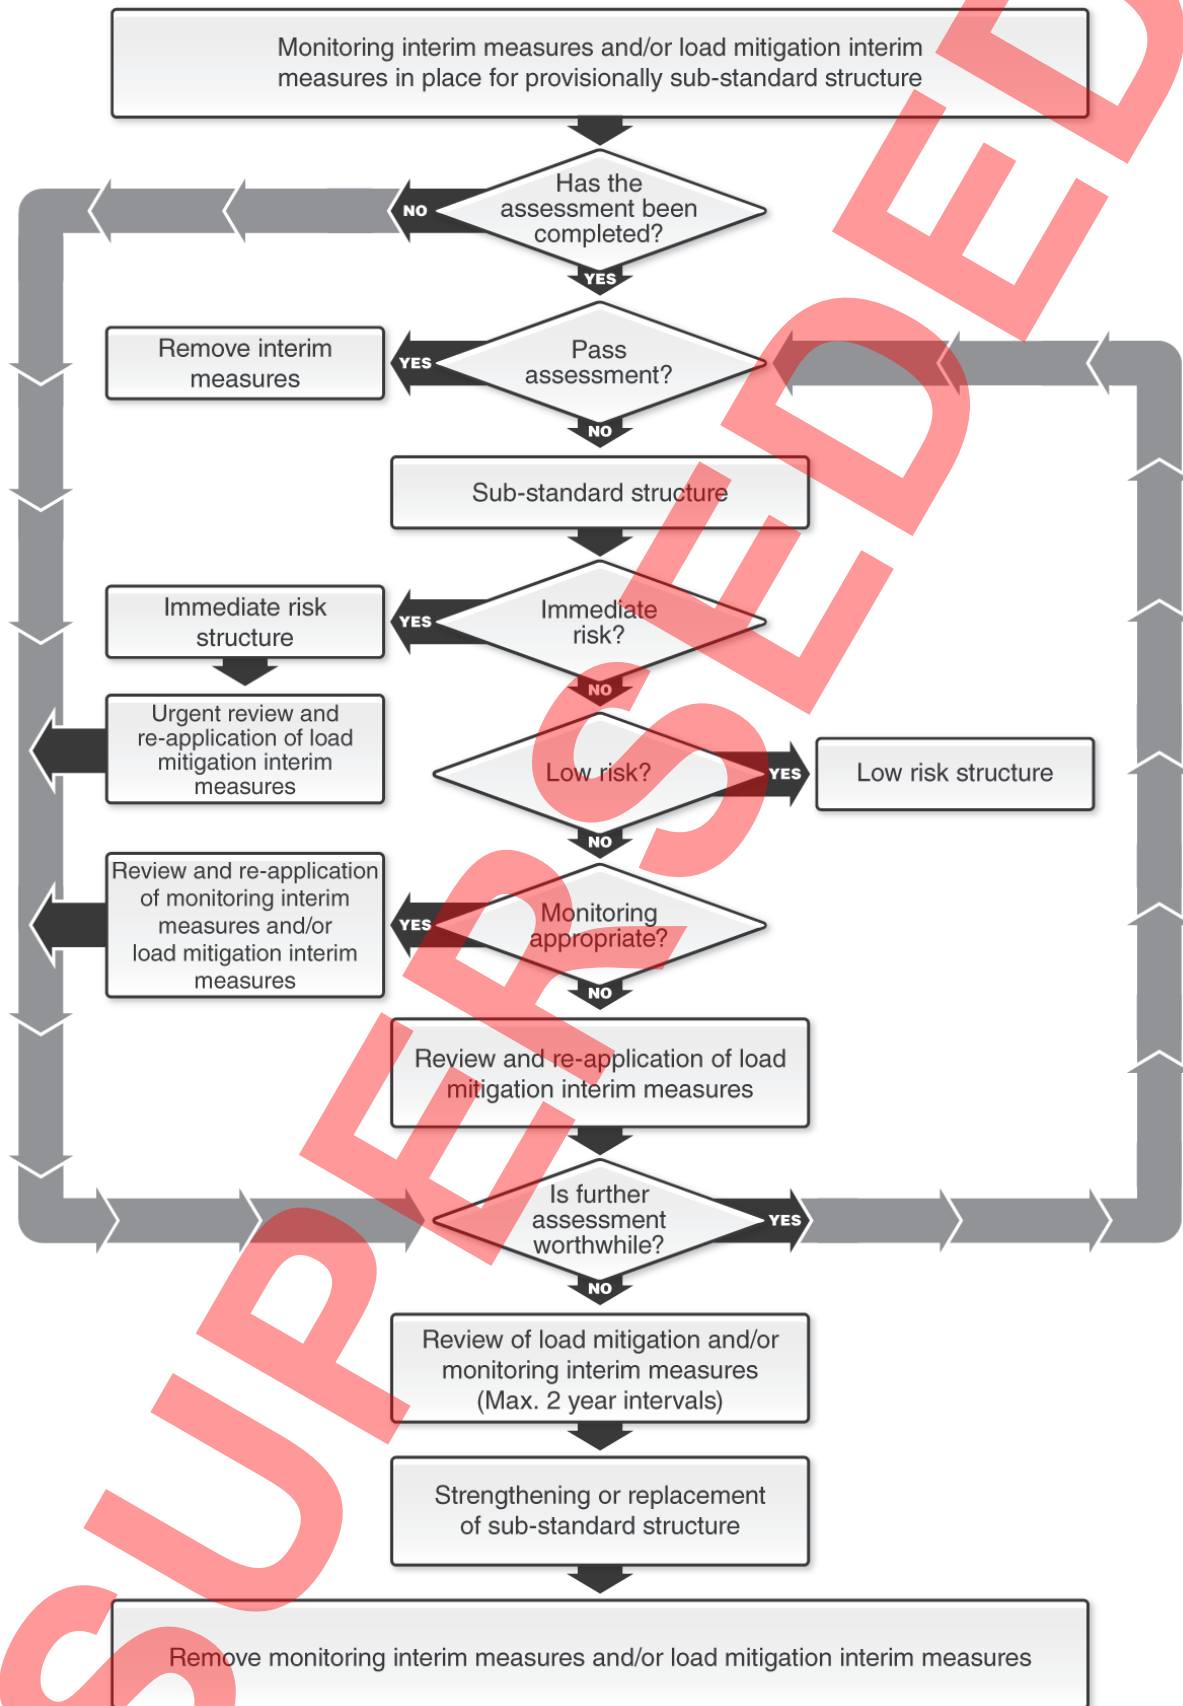 Monitoring interim measures and/or load mitigation interim
measures in place for provisionally sub-standard structure
Has the
assessment been
completed?
NO
YES
Remove interim
measures
YES
Pass
assessment?
NO
Sub-standard structure
Immediate risk
structure
YES
Immediate
risk?
NO
Urgent review and
re-application of load
mitigation interim
measures
Low risk?
YES
Low risk structure
NO
Review and re-application
of monitoring interim
measures and/or
load mitigation interim
measures
YES
Monitoring
appropriate?
NO
Review and re-application of load
mitigation interim measures
Is further
assessment
worthwhile?
YES
NO
Review of load mitigation and/or
monitoring interim measures
(Max. 2 year intervals)
Strengthening or replacement
of sub-standard structure
Remove monitoring interim measures and/or load mitigation interim measures
SUPERSEDED